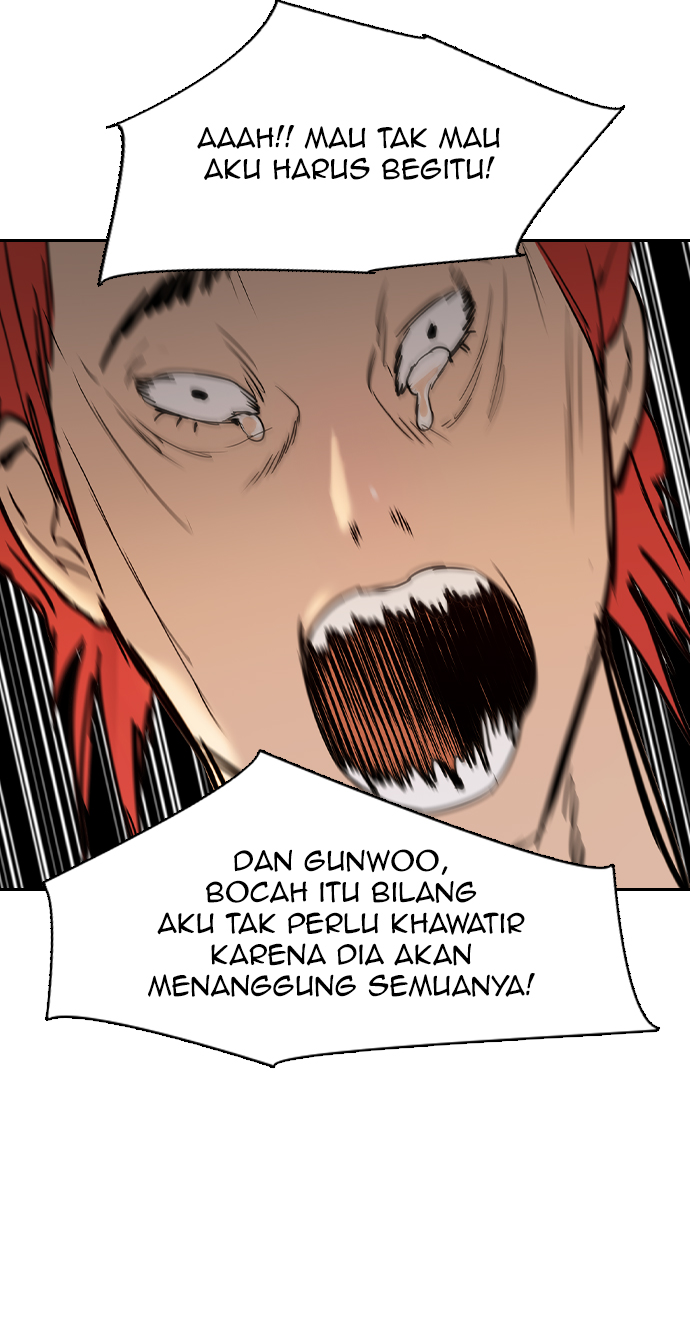 AAAH!! MAU TAK MAU
AKU HARUS BEGITU!
DAN GUNWOO,
BOCAH ITU BILANG
AKU TAK PERLU KHAWATIR
KARENA DIA AKAN
MENANGGUNG SEMUANYA!